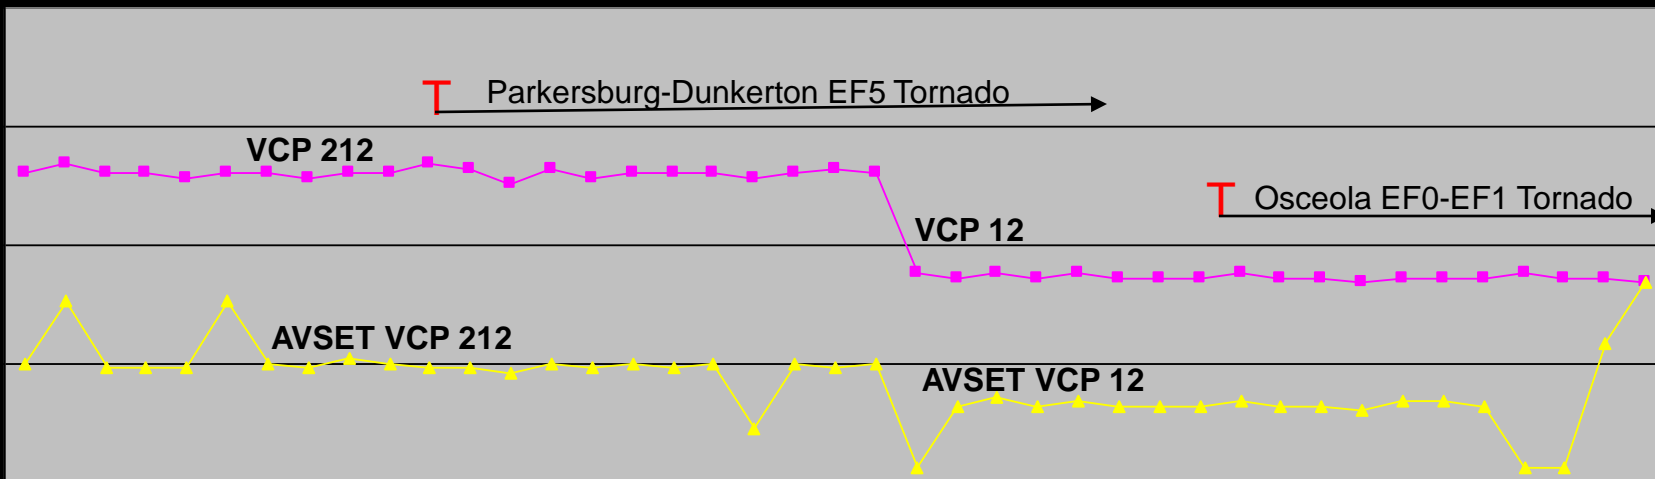 T Parkersburg-Dunkerton EF5 Tornado
VCP 212
T Osceola EF0-EF1 Tornado
VCP 12
AVSET VCP 212
AVSET VCP 12